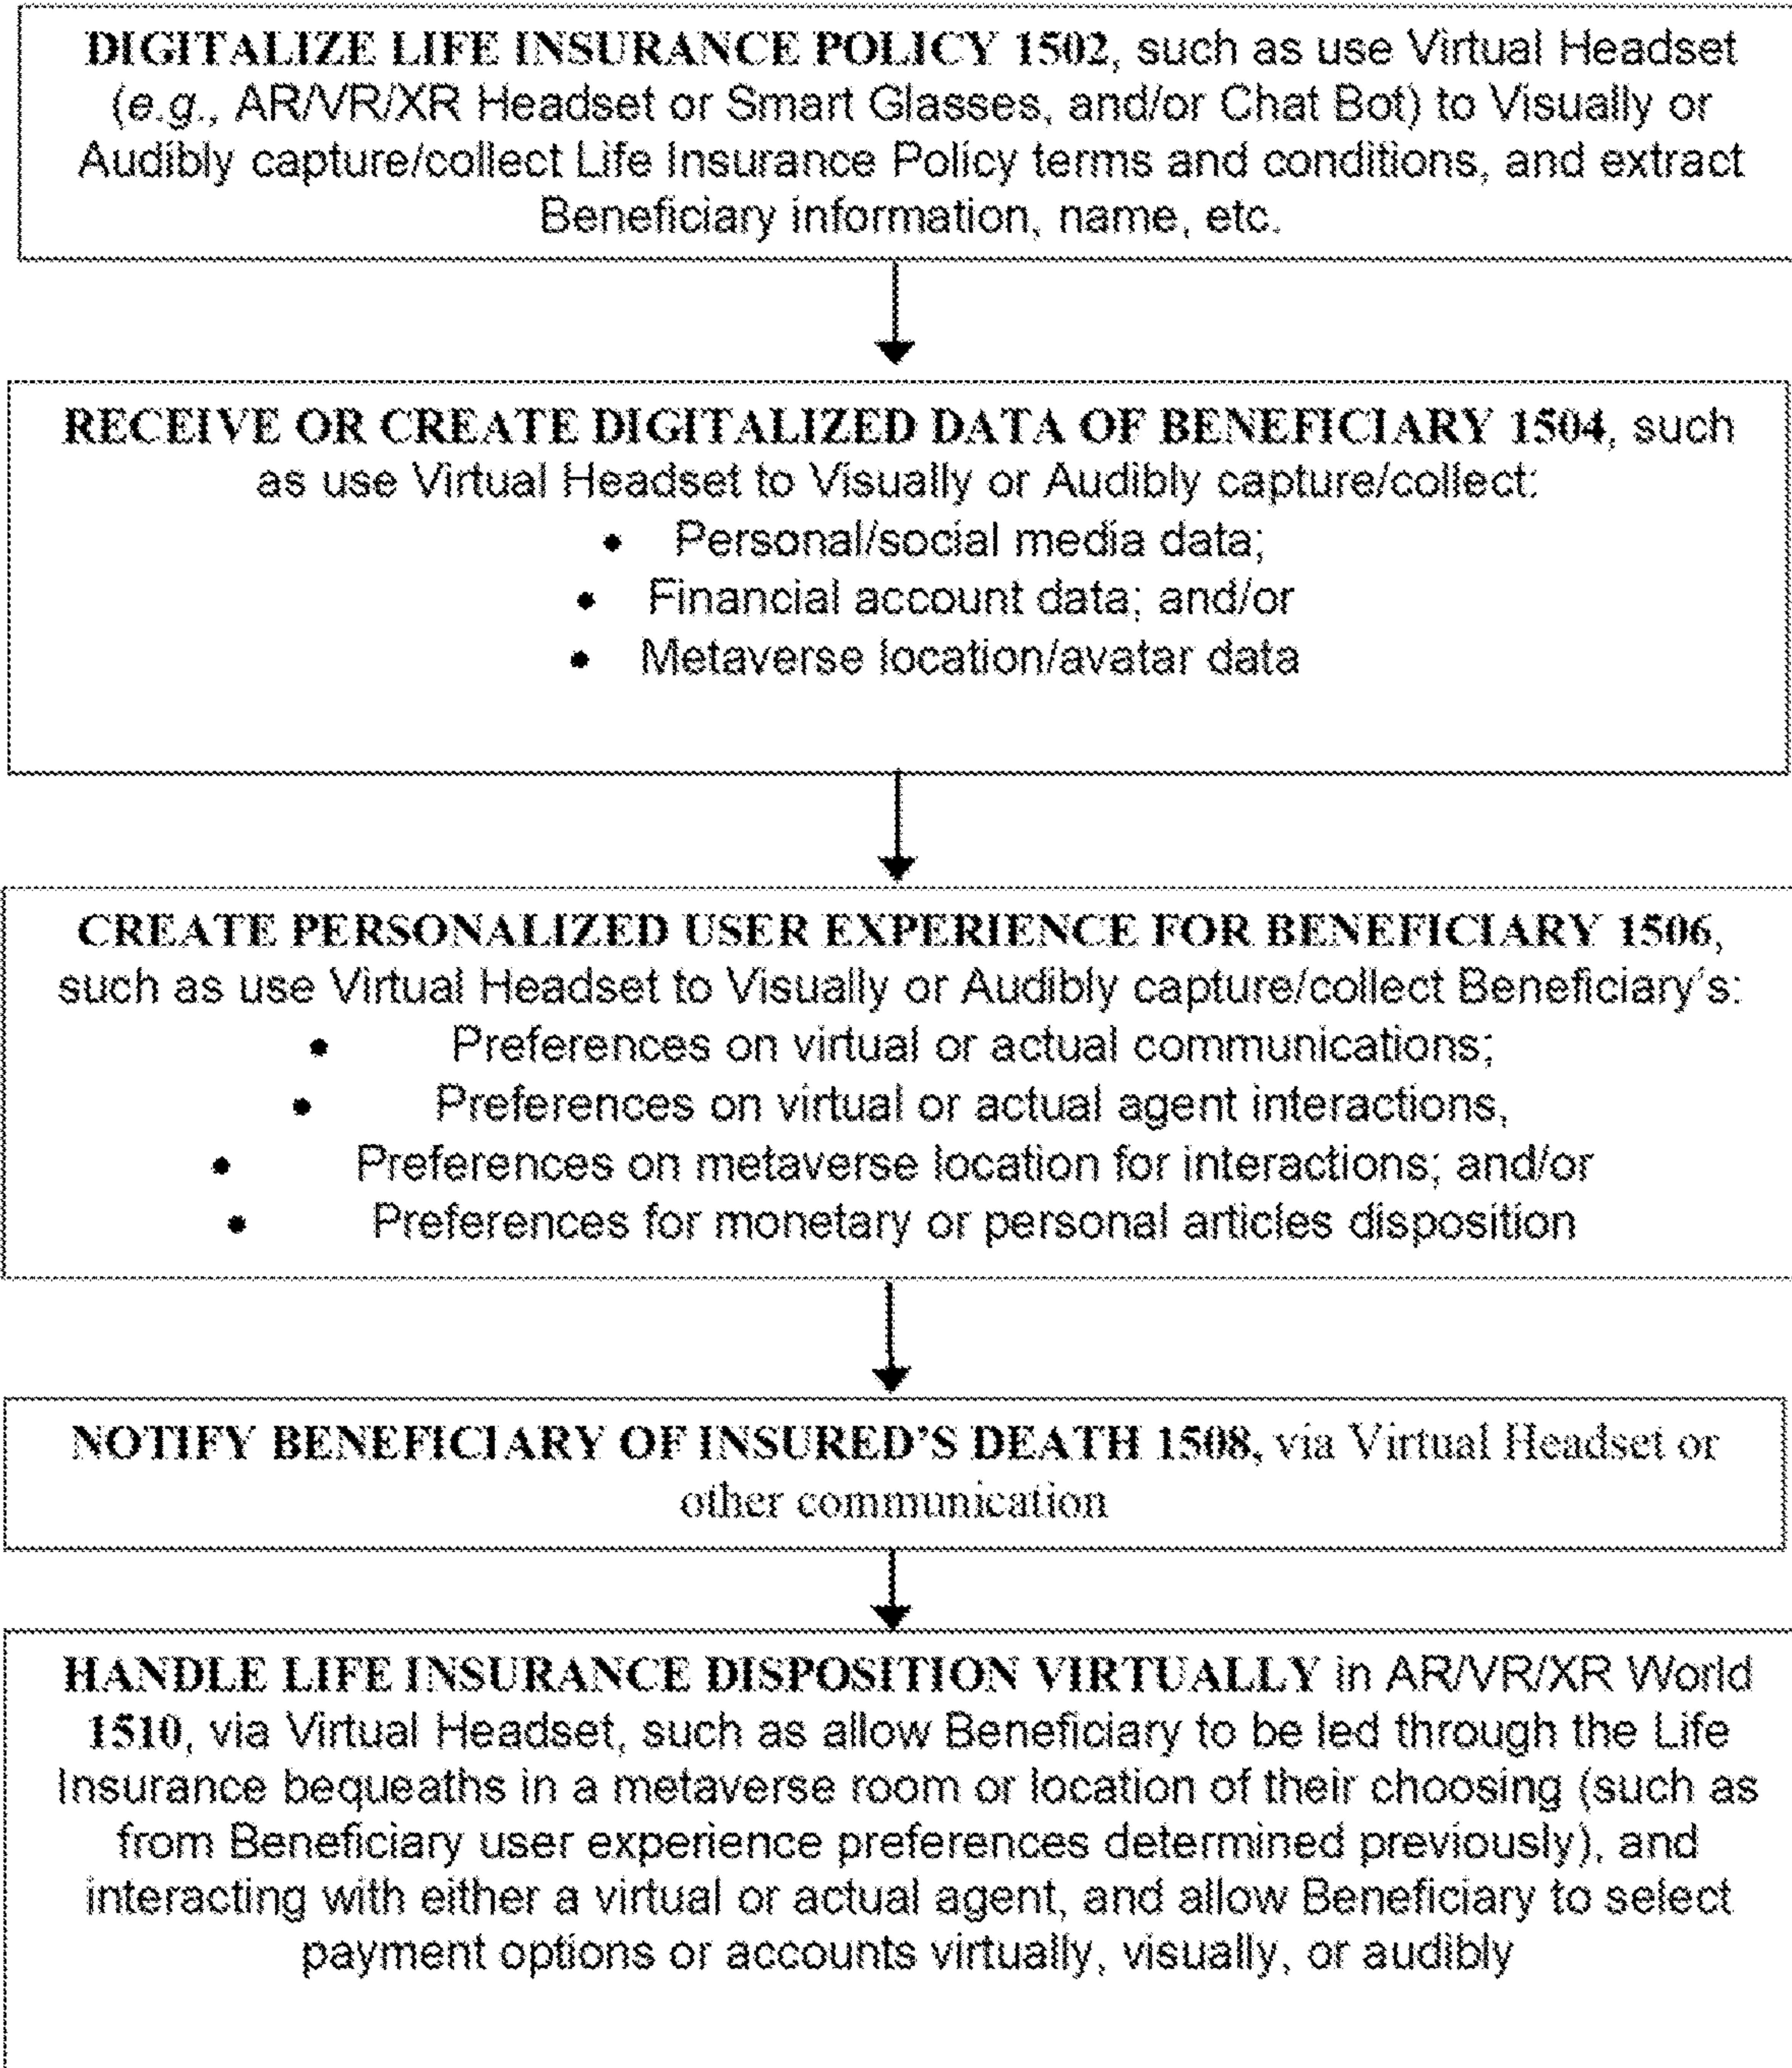 DIGITALIZE LIFE INSURANCE POLICY 1502, such as use Virtual Headset
(e.g., AR/VR/XR Headset or Smart Glasses, and/or Chat Bot) to Visually or
Audibly capture/collect Life Insurance Policy terms and conditions, and extract
Beneficiary information, name, etc.
RECEIVE OR CREATE DIGITALIZED DATA OF BENEFICIARY 1504, such
as use Virtual Headset to Visually or Audibly capture/collect:
• Personal/social media data;
• Financial account data; and/or
• Metaverse location/avatar data
CREATE PERSONALIZED USER EXPERIENCE FOR BENEFICIARY 1506,
such as use Virtual Headset to Visually or Audibly capture/collect Beneficiary's:
• Preferences on virtual or actual communications;
• Preferences on virtual or actual agent interactions,
• Preferences on metaverse location for interactions; and/or
• Preferences for monetary or personal articles disposition
NOTIFY BENEFICIARY OF INSURED'S DEATH 1508, via Virtual Headset or
other communication
HANDLE LIFE INSURANCE DISPOSITION VIRTUALLY in AR/VR/XR World
1510, via Virtual Headset, such as allow Beneficiary to be led through the Life
Insurance bequeaths in a metaverse room or location of their choosing (such as
from Beneficiary user experience preferences determined previously), and
interacting with either a virtual or actual agent, and allow Beneficiary to select
payment options or accounts virtually, visually, or audibly